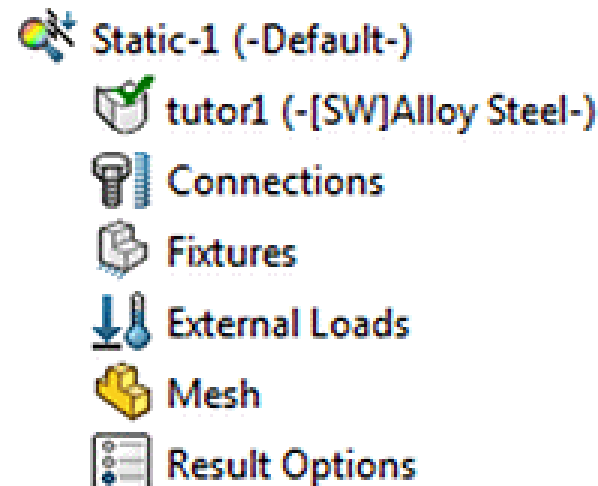 Static-1 (-Default-)
tutor1 (-[SW]Alloy Steel-)
Connections
Fixtures
External Loads
Mesh
Result Options